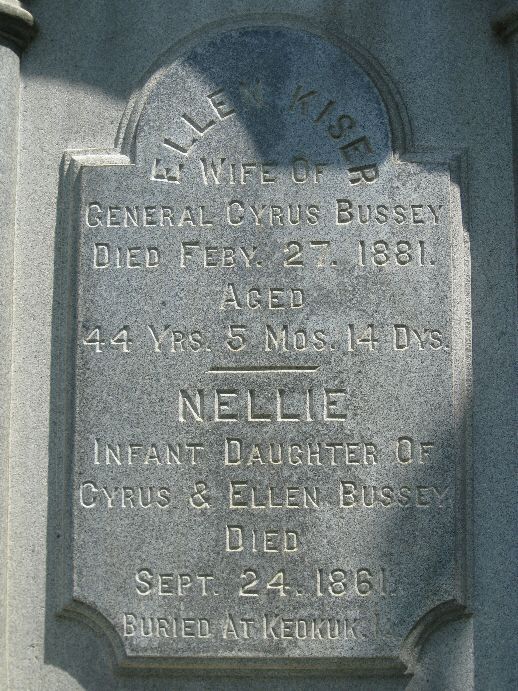 ELLEN KISER
WIFE OF
GENERAL CYRUS BUSSEY
DIED FEBY. 27. 1881.
AGED
44 YRS. 5 MOS. 14 DYS.
NELLIE
INFANT DAUGHTER OF
CYRUS & ELLEN BUSSEY
DIED
SEPT. 24. 1861.
BURIED AT KEOKUK